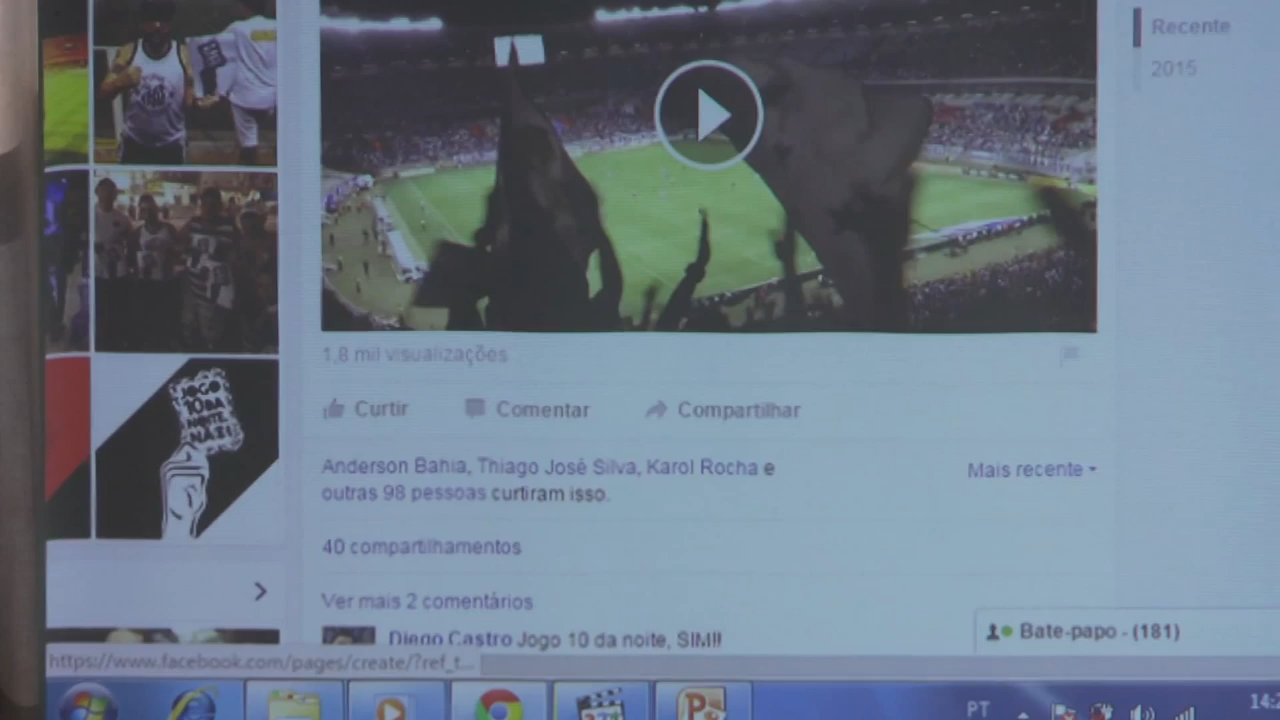 Recente
2015
1,8 mil visualizações
Curtir Comentar Compartilhar
Anderson Bahia, Thiago José Silva, Karol Rocha e
outras 98 pessoas curtiram isso.
Mais recente
40 compartilhamentos
Ver mais 2 comentários
Diego Castro Jogo 10 da noite, SIM!!
JOGO
10 DA
NOITE,
NÃO!
Bate-papo - (181)
https://www.facebook.com/pages/create/?ref_t...
PT